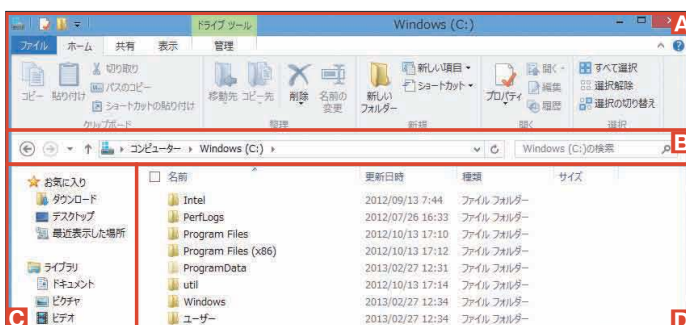 ドライブ ツール
Windows (C:)
A
ファイル ホーム 共有 表示 管理
コピー
貼り付け
切り取り
パスのコピー
ショートカットの貼り付け
クリップボード
移動先
コピー先
削除
名前の変更
整理
新しいフォルダー
新しい項目
ショートカット
新規
プロパティ
開く
編集
履歴
開く
すべて選択
選択解除
選択の切り替え
選択
B
コンピューター Windows (C:)
Windows (C:)の検索
お気に入り
ダウンロード
デスクトップ
最近表示した場所
ライブラリ
ドキュメント
ピクチャ
ビデオ
C
名前 更新日時 種類 サイズ
Intel 2012/09/13 7:44 ファイル フォルダー
PerfLogs 2012/07/26 16:33 ファイル フォルダー
Program Files 2012/10/13 17:10 ファイル フォルダー
Program Files (x86) 2012/10/13 17:12 ファイル フォルダー
ProgramData 2013/02/27 12:31 ファイル フォルダー
util 2012/10/13 17:14 ファイル フォルダー
Windows 2013/02/27 12:34 ファイル フォルダー
ユーザー 2013/02/27 12:34 ファイル フォルダー
D